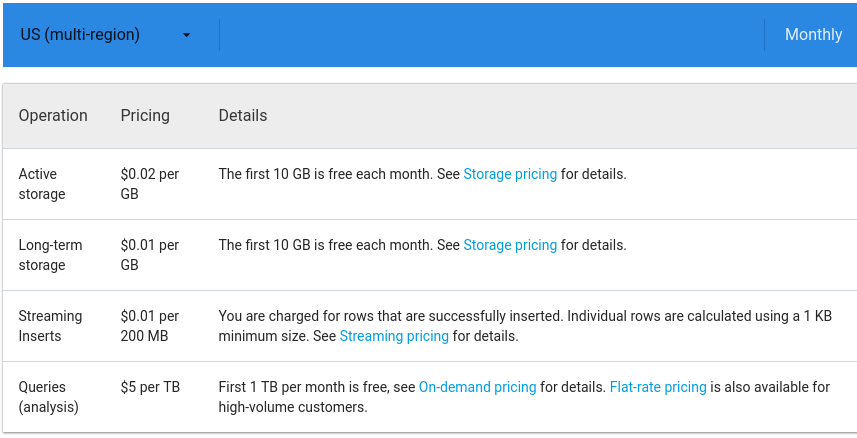 US (multi-region)
Monthly
Operation Pricing Details
Active storage $0.02 per GB The first 10 GB is free each month. See Storage pricing for details.
Long-term storage $0.01 per GB The first 10 GB is free each month. See Storage pricing for details.
Streaming Inserts $0.01 per 200 MB You are charged for rows that are successfully inserted. Individual rows are calculated using a 1 KB
minimum size. See Streaming pricing for details.
Queries (analysis) $5 per TB First 1 TB per month is free, see On-demand pricing for details. Flat-rate pricing is also available for
high-volume customers.